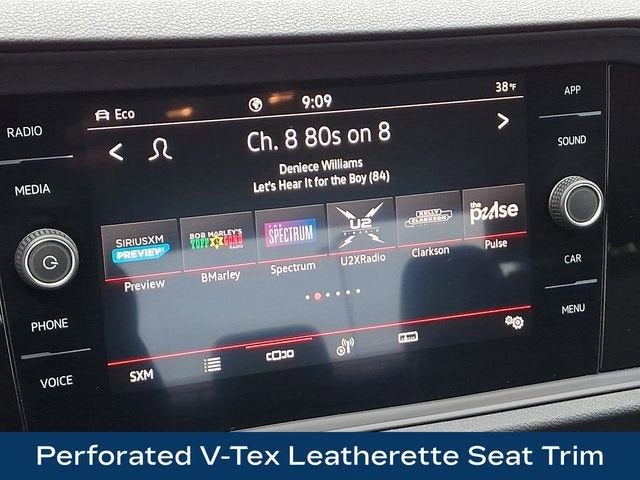 RADIO
MEDIA
PHONE
VOICE
Eco
9:09
38°F
Ch. 8 80s on 8
Deniece Williams
Let's Hear It for the Boy (84)
SIRIUSXM
PREVIEW
Preview
BOB MARLEY'S
TUFF GONG
RADIO
BMarley
THE
SPECTRUM
Spectrum
U2
U2XRadio
KELLY
CLARKSON
Clarkson
the
pulse
Pulse
SXM
APP
SOUND
CAR
MENU
Perforated V-Tex Leatherette Seat Trim